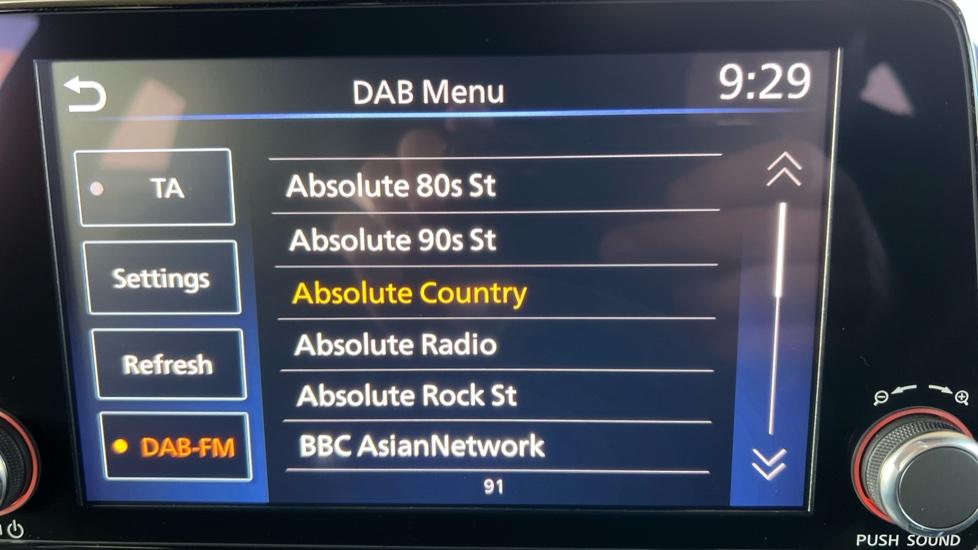 DAB Menu
9:29
TA
Settings
Refresh
DAB-FM
Absolute 80s St
Absolute 90s St
Absolute Country
Absolute Radio
Absolute Rock St
BBC AsianNetwork
91
PUSH SOUND